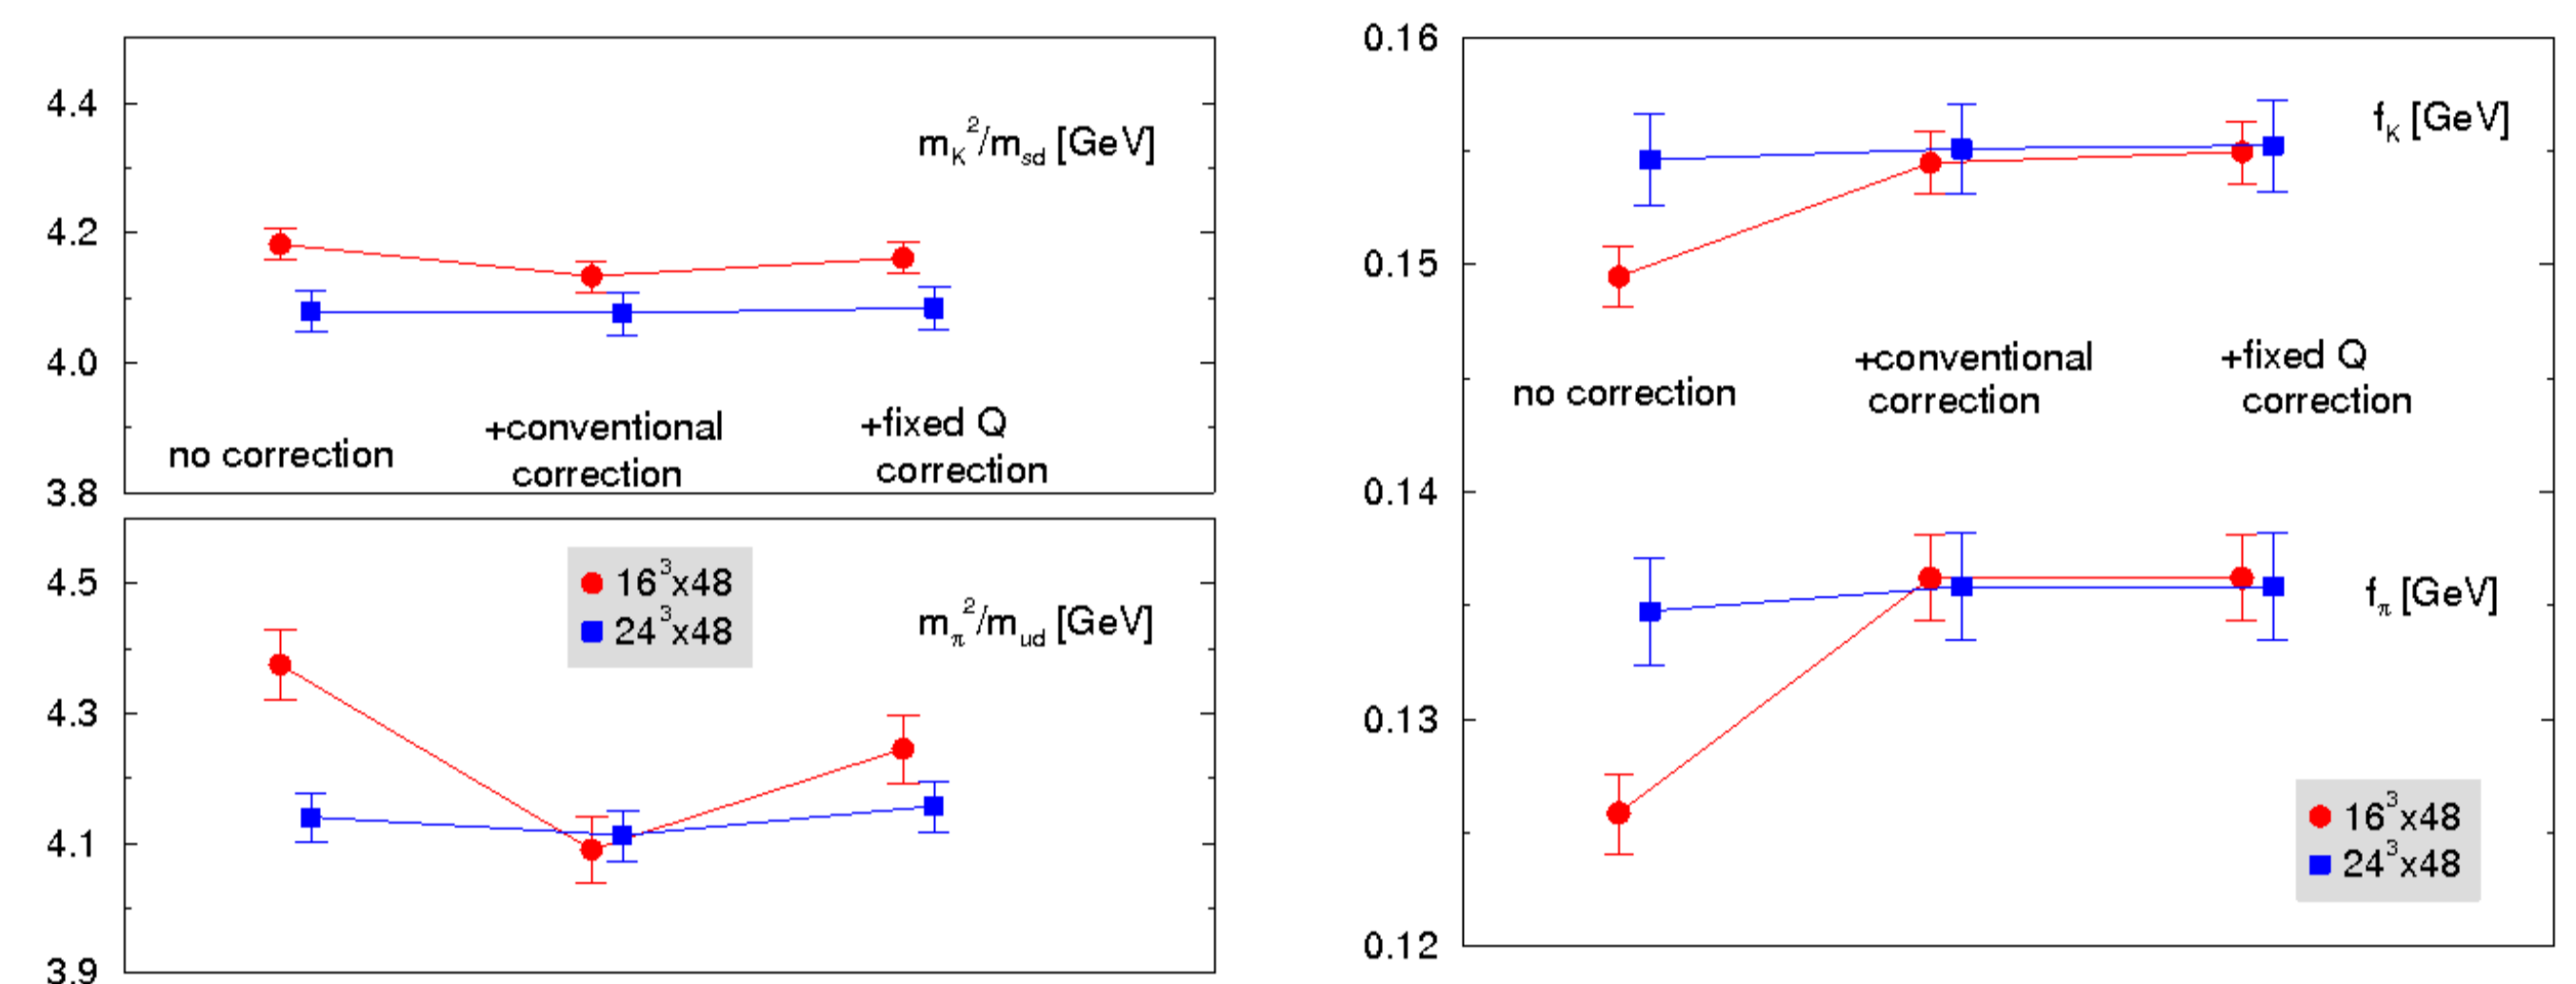 4.4
m_K^2/m_sd [GeV]
4.2
4.0
no correction
+conventional
correction
+fixed Q
correction
3.8
4.5
16^3x48
24^3x48
m_π^2/m_ud [GeV]
4.3
4.1
3.9
0.16
f_K [GeV]
0.15
no correction
+conventional
correction
+fixed Q
correction
0.14
f_π [GeV]
0.13
16^3x48
24^3x48
0.12